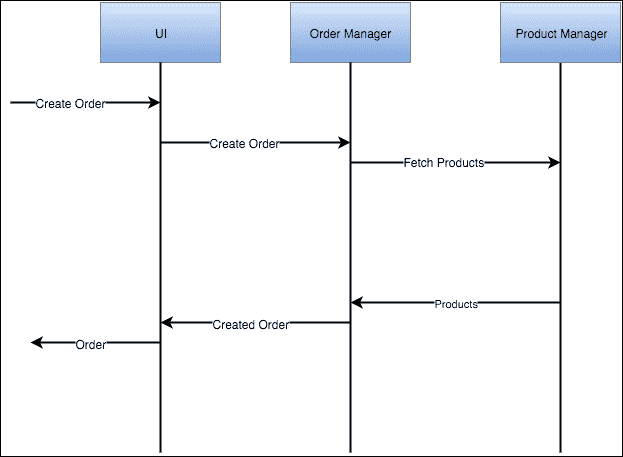 UI
Order Manager
Product Manager
Create Order
Create Order
Fetch Products
Products
Created Order
Order